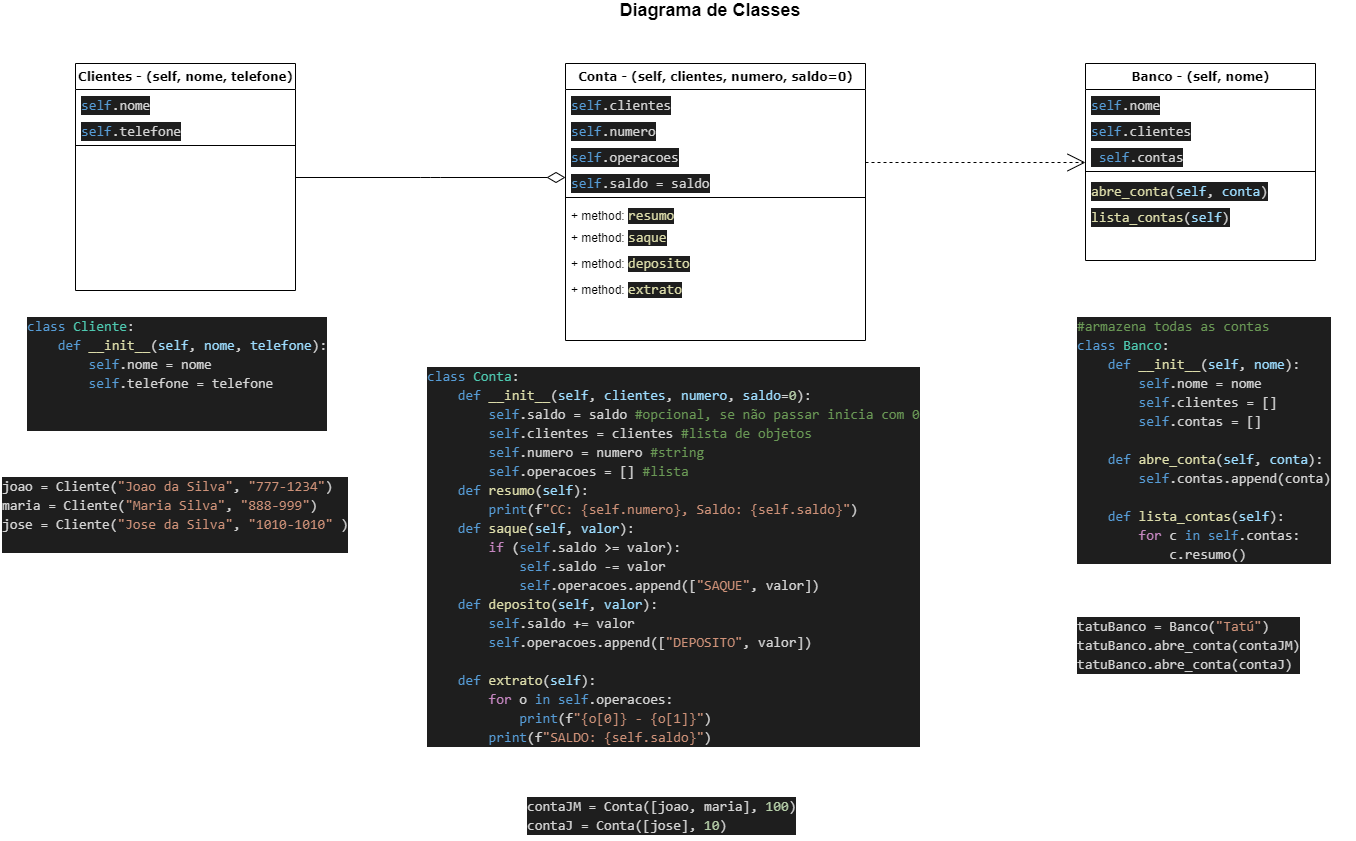 Diagrama de Classes
Clientes - (self, nome, telefone)
self.nome
self.telefone
Conta - (self, clientes, numero, saldo=0)
self.clientes
self.numero
self.operacoes
self.saldo = saldo
+ method: resumo
+ method: saque
+ method: deposito
+ method: extrato
Banco - (self, nome)
self.nome
self.clientes
self.contas
abre_conta(self, conta)
lista_contas(self)
class Cliente:
    def __init__(self, nome, telefone):
        self.nome = nome
        self.telefone = telefone
joao = Cliente("Joao da Silva", "777-1234")
maria = Cliente("Maria Silva", "888-999")
jose = Cliente("Jose da Silva", "1010-1010" )
class Conta:
    def __init__(self, clientes, numero, saldo=0):
        self.saldo = saldo #opcional, se não passar inicia com 0
        self.clientes = clientes #lista de objetos
        self.numero = numero #string
        self.operacoes = [] #lista
    def resumo(self):
        print(f"CC: {self.numero}, Saldo: {self.saldo}")
    def saque(self, valor):
        if (self.saldo >= valor):
            self.saldo -= valor
            self.operacoes.append(["SAQUE", valor])
    def deposito(self, valor):
        self.saldo += valor
        self.operacoes.append(["DEPOSITO", valor])
    def extrato(self):
        for o in self.operacoes:
            print(f"{o[0]} - {o[1]}")
        print(f"SALDO: {self.saldo}")
contaJM = Conta([joao, maria], 100)
contaJ = Conta([jose], 10)
#armazena todas as contas
class Banco:
    def __init__(self, nome):
        self.nome = nome
        self.clientes = []
        self.contas = []
    def abre_conta(self, conta):
        self.contas.append(conta)
    def lista_contas(self):
        for c in self.contas:
            c.resumo()
tatuBanco = Banco("Tatú")
tatuBanco.abre_conta(contaJM)
tatuBanco.abre_conta(contaJ)